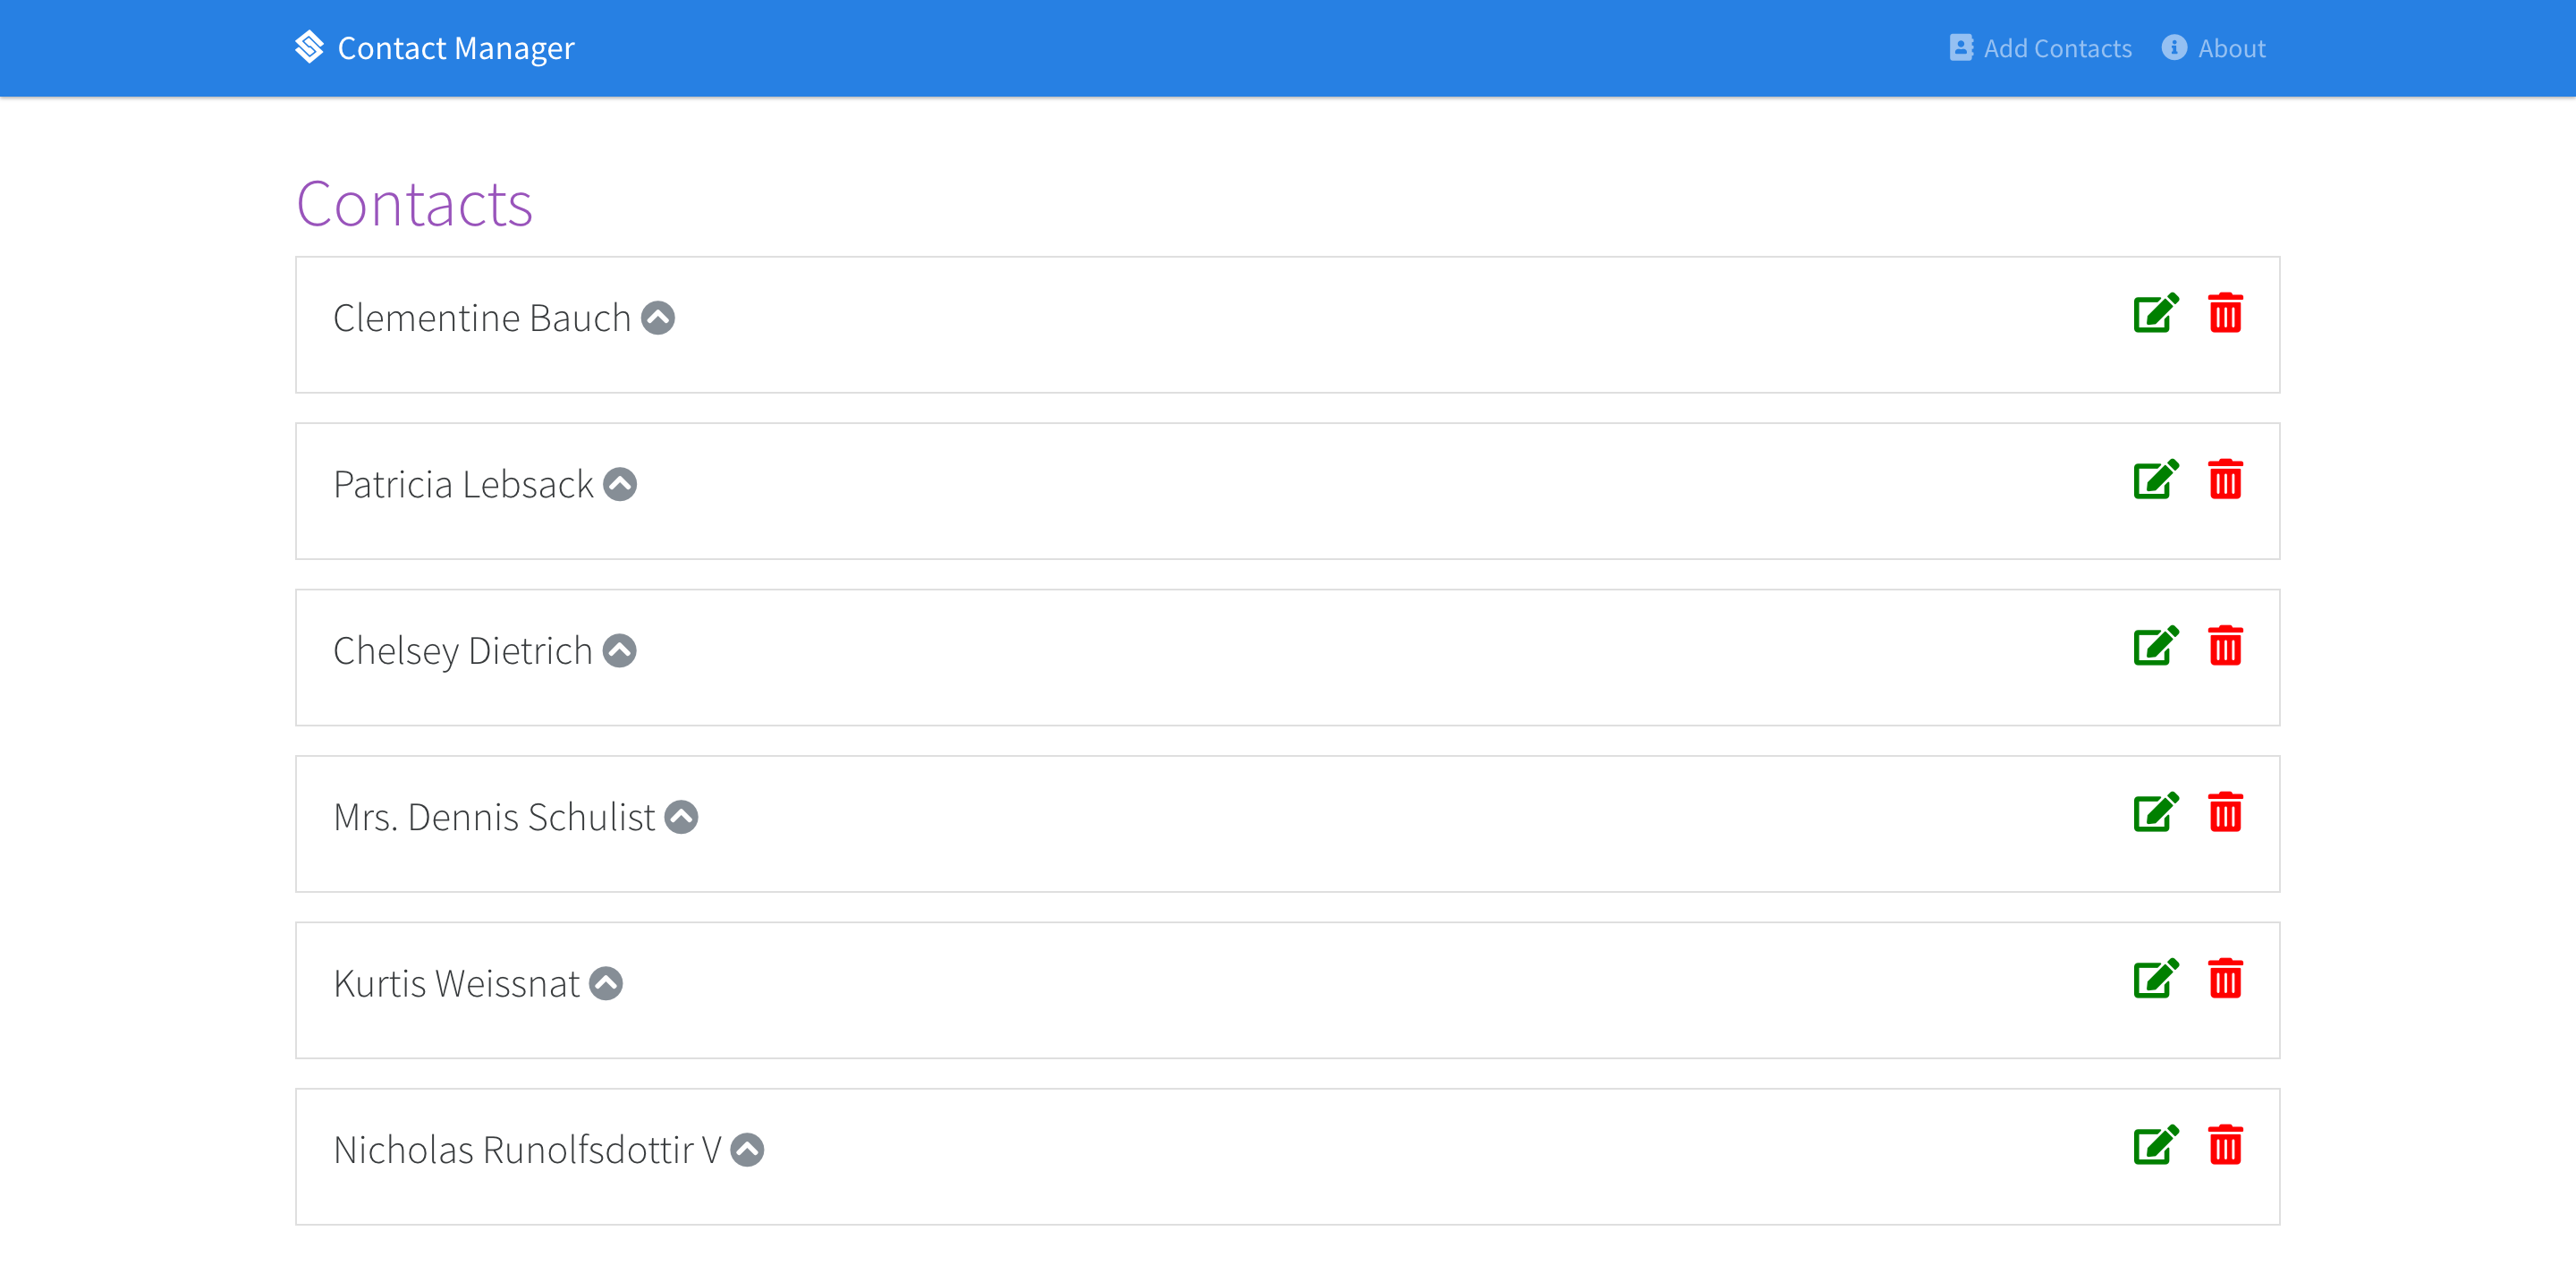 Contact Manager
Add Contacts
About
Contacts
Clementine Bauch
Patricia Lebsack
Chelsey Dietrich
Mrs. Dennis Schulist
Kurtis Weissnat
Nicholas Runolfsdottir V